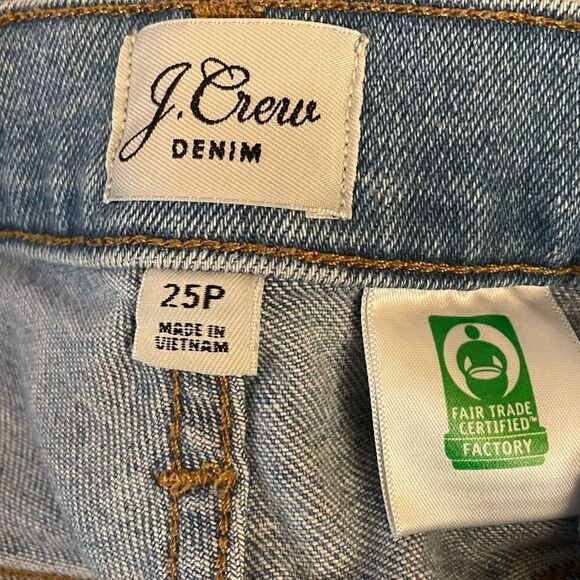 J.Crew
DENIM
25P
MADE IN
VIETNAM
FAIR TRADE
CERTIFIED™
FACTORY